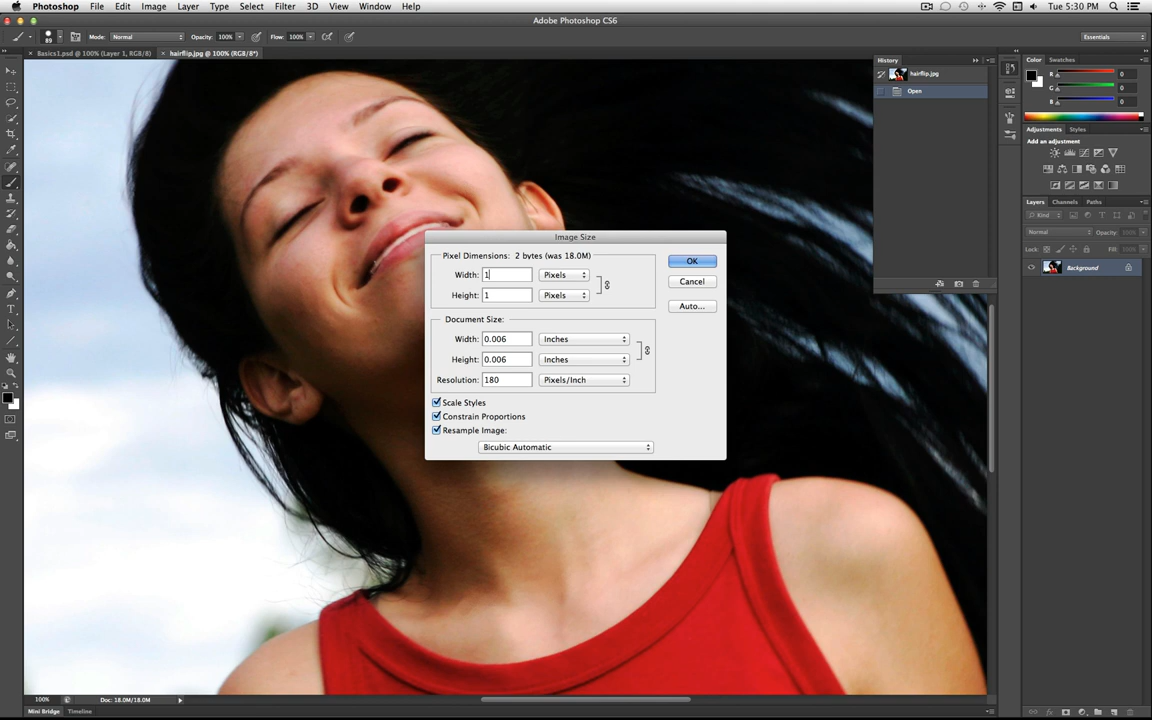 Photoshop File Edit Image Layer Type Select Filter 3D View Window Help Tue 5:30 PM
Adobe Photoshop CS6
89 Mode: Normal Opacity: 100% Flow: 100% Essentials
Basics1.psd @ 100% (Layer 1, RGB/8) hairflip.jpg @ 100% (RGB/8*)
History
hairflip.jpg
Open
Color Swatches
R 0
G 0
B 0
Adjustments Styles
Add an adjustment
Layers Channels Paths
Kind
Normal Opacity: 100%
Lock: Fill: 100%
Background
Image Size
Pixel Dimensions: 2 bytes (was 18.0M)
Width: 1 Pixels
Height: 1 Pixels
OK
Cancel
Auto...
Document Size:
Width: 0.006 Inches
Height: 0.006 Inches
Resolution: 180 Pixels/Inch
Scale Styles
Constrain Proportions
Resample Image:
Bicubic Automatic
100% Doc: 18.0M/18.0M
Mini Bridge Timeline